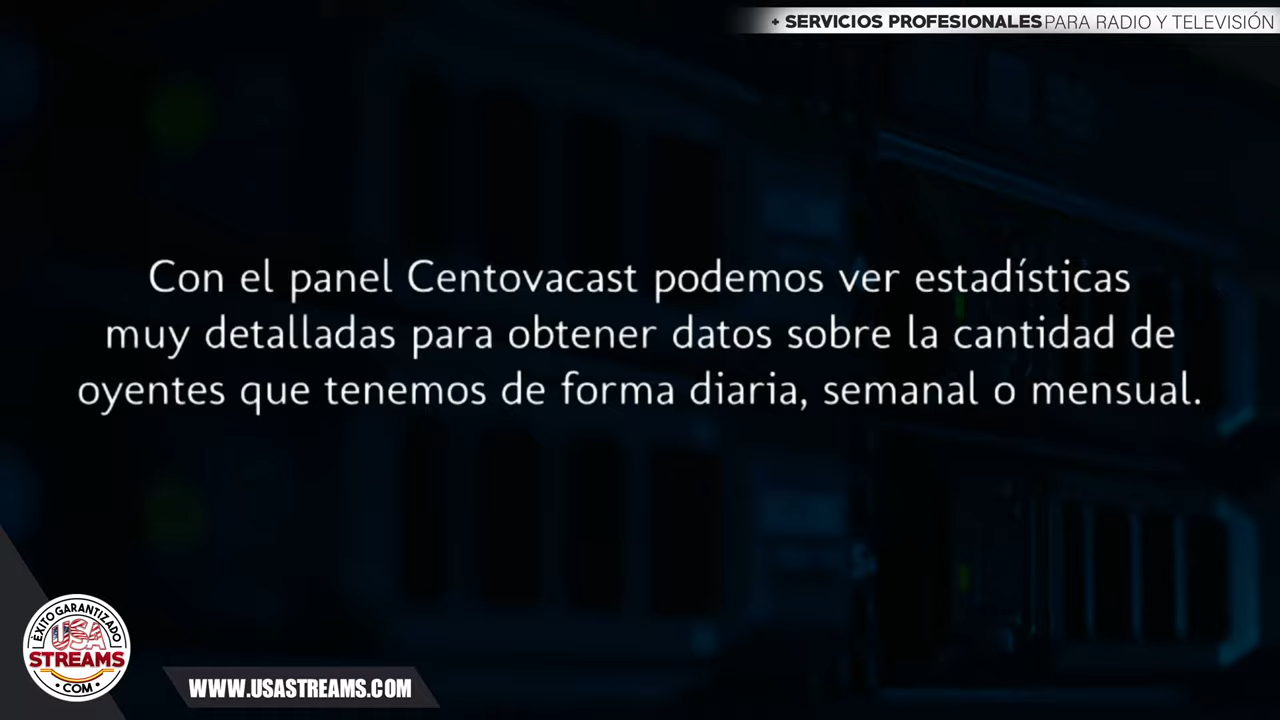 + SERVICIOS PROFESIONALES PARA RADIO Y TELEVISIÓN
Con el panel Centovacast podemos ver estadísticas
muy detalladas para obtener datos sobre la cantidad de
oyentes que tenemos de forma diaria, semanal o mensual.
ÉXITO GARANTIZADO
USA
STREAMS
• COM •
WWW.USASTREAMS.COM